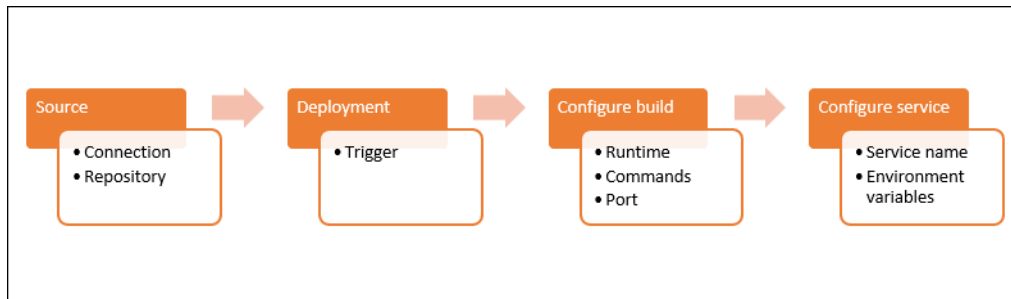 Source
• Connection
• Repository
Deployment
• Trigger
Configure build
• Runtime
• Commands
• Port
Configure service
• Service name
• Environment
variables